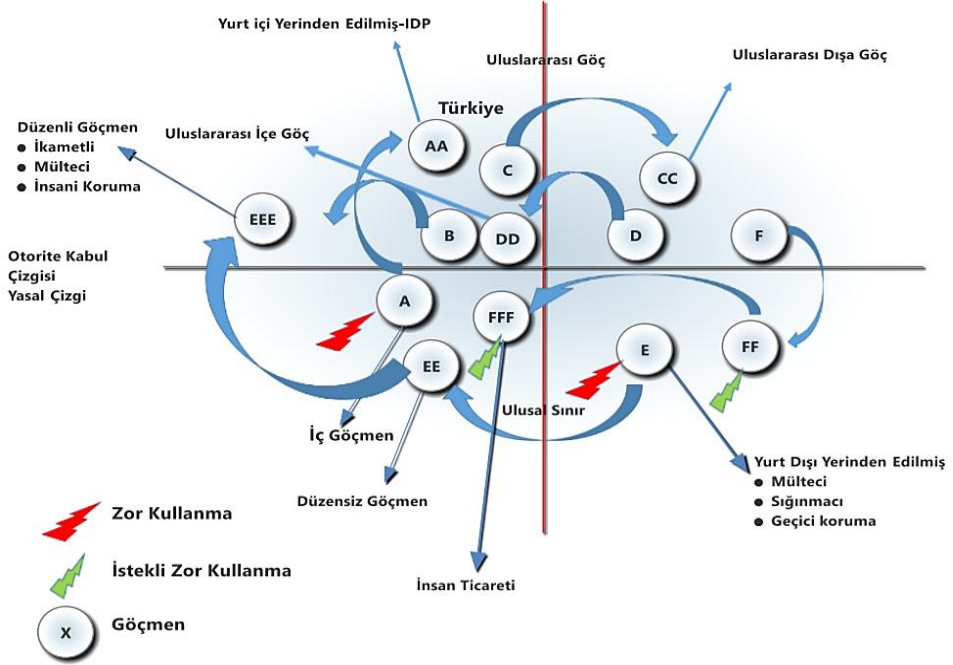 Yurt içi Yerinden Edilmiş-IDP
Uluslararası Göç
Uluslararası Dışa Göç
Türkiye
Düzenli Göçmen
● İkametli
● Mülteci
● İnsani Koruma
Uluslararası İçe Göç
AA
C
CC
EEE
B
DD
D
F
Otorite Kabul
Çizgisi
Yasal Çizgi
A
FFF
EE
E
FF
Ulusal Sınır
İç Göçmen
Düzensiz Göçmen
Yurt Dışı Yerinden Edilmiş
● Mülteci
● Sığınmacı
● Geçici koruma
Zor Kullanma
İstekli Zor Kullanma
İnsan Ticareti
X
Göçmen